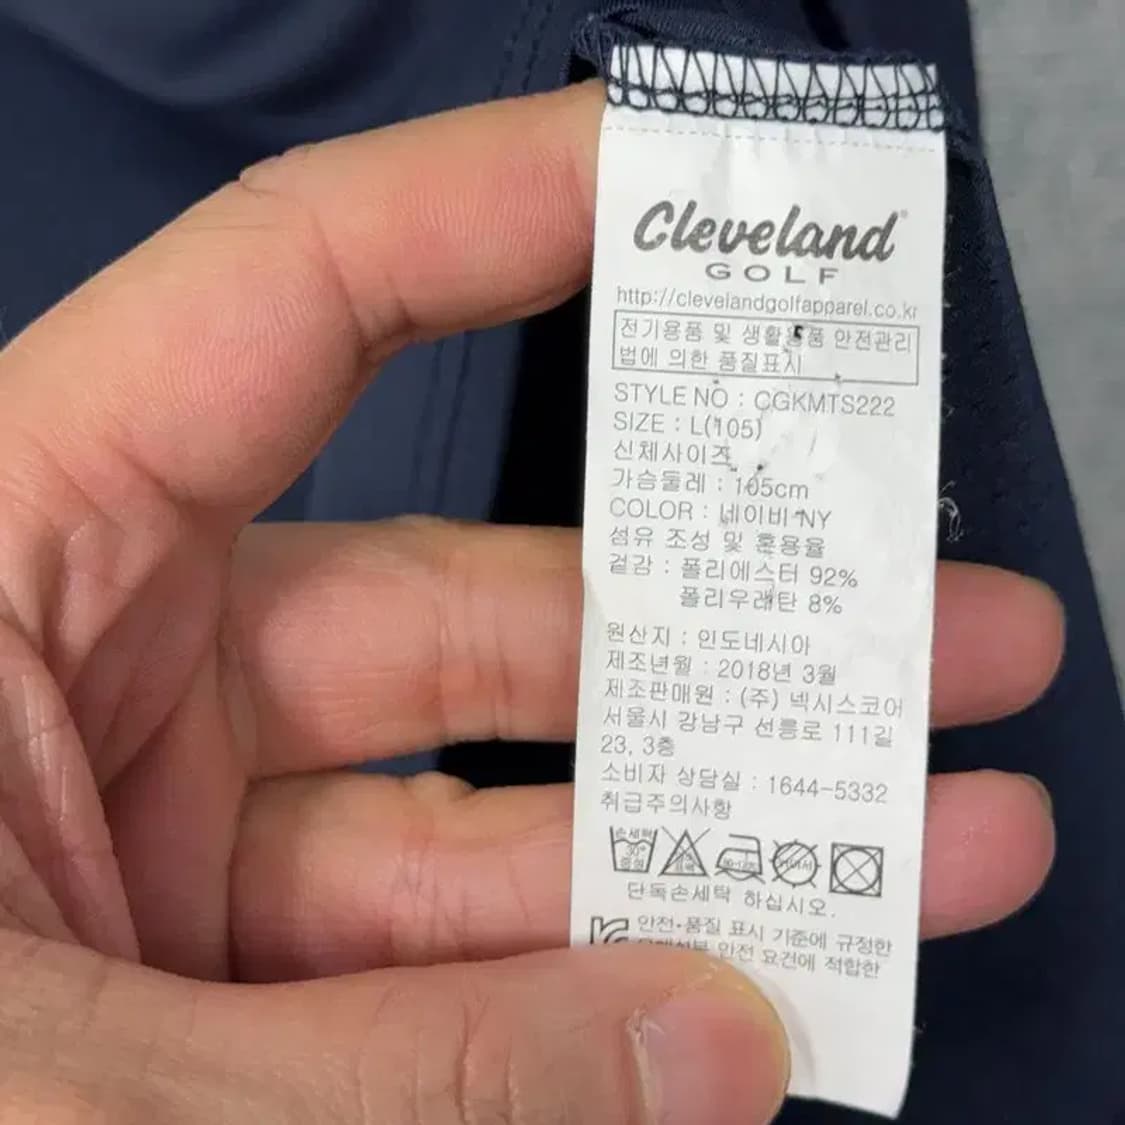 Cleveland
GOLF
http://clevelandgolfapparel.co.kr
전기용품 및 생활용품 안전관리
법에 의한 품질표시
STYLE NO : CGKMTS222
SIZE : L(105)
신체사이즈
가슴둘레 : 105cm
COLOR : 네이비 NY
섬유 조성 및 혼용율
겉감 : 폴리에스터 92%
폴리우레탄 8%
원산지 : 인도네시아
제조년월 : 2018년 3월
제조판매원 : (주) 넥시스코어
서울시 강남구 선릉로 111길
23, 3층
소비자 상담실 : 1644-5332
취급주의사항
손세탁
30°
중성
단독손세탁 하십시오.
안전·품질 표시 기준에 규정한
안전 요건에 적합한